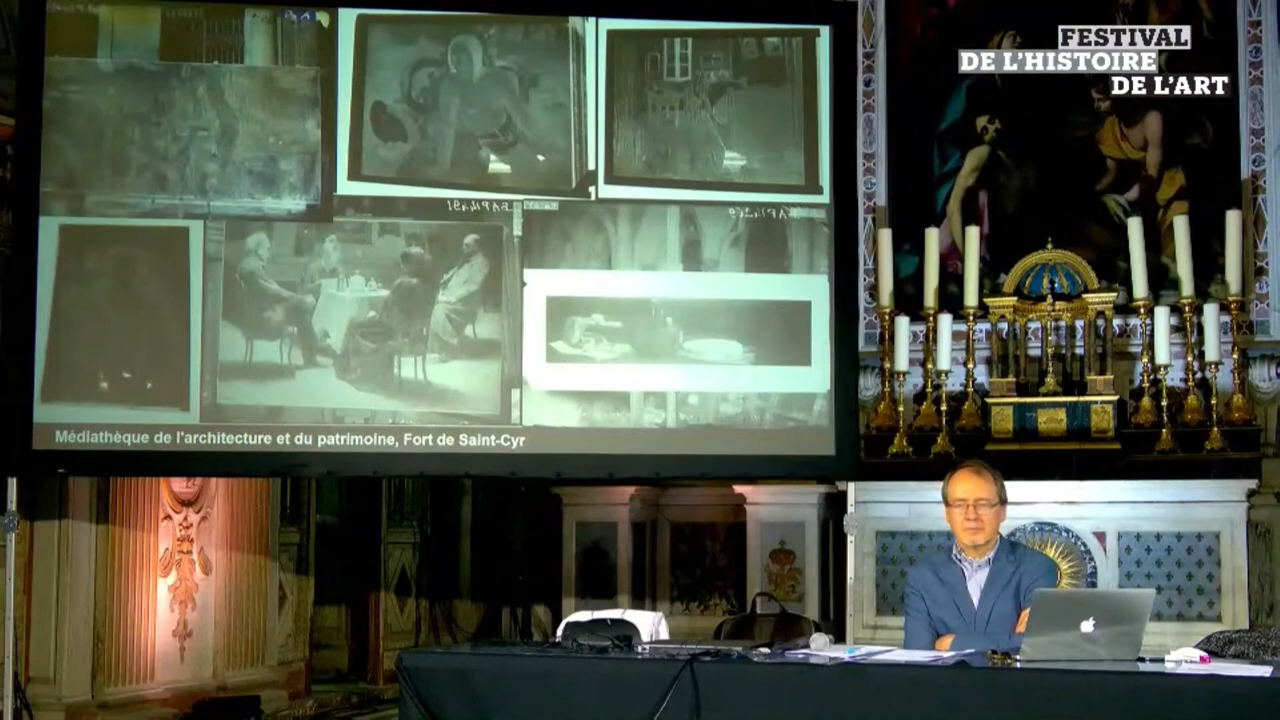 FESTIVAL
DE L'HISTOIRE
DE L'ART
Médiathèque de l'architecture et du patrimoine, Fort de Saint-Cyr